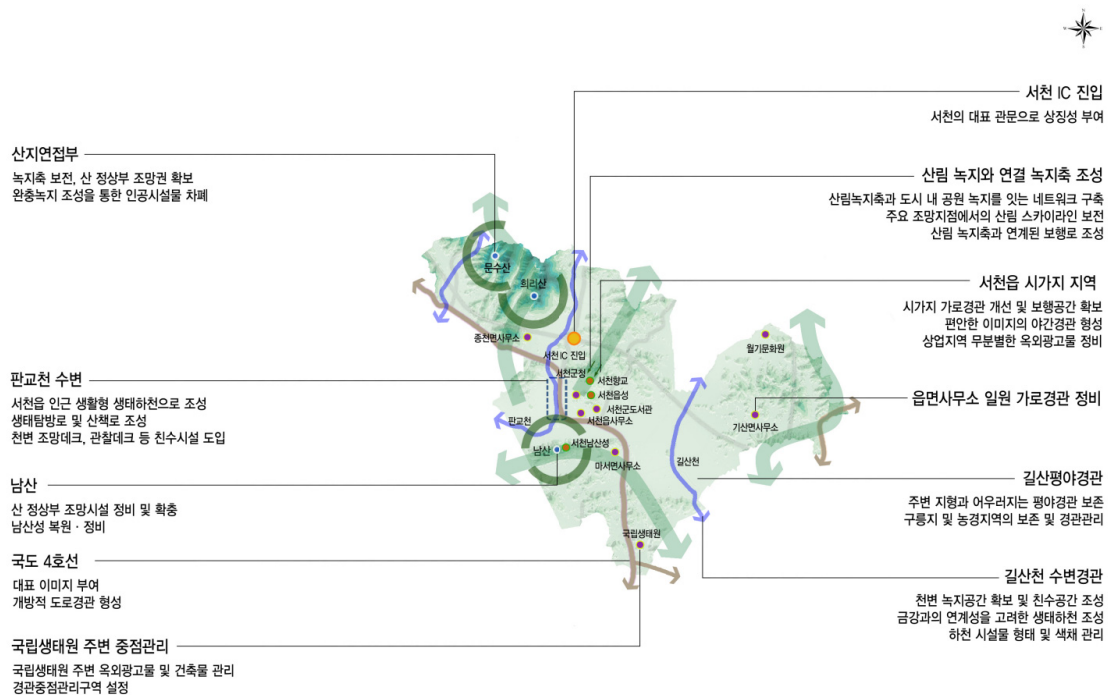 산지연접부
녹지축 보전, 산 정상부 조망권 확보
완충녹지 조성을 통한 인공시설물 차폐
판교천 수변
서천읍 인근 생활형 생태하천으로 조성
생태탐방로 및 산책로 조성
천변 조망데크, 관찰데크 등 친수시설 도입
남산
산 정상부 조망시설 정비 및 확충
남산성 복원 · 정비
국도 4호선
대표 이미지 부여
개방적 도로경관 형성
국립생태원 주변 중점관리
국립생태원 주변 옥외광고물 및 건축물 관리
경관중점관리구역 설정
문수산
희리산
종천면사무소
서천 IC 진입
서천군청
서천향교
서천읍성
서천군도서관
서천읍사무소
판교천
남산
서천남산성
마서면사무소
길산천
국립생태원
월기문화원
기산면사무소
서천 IC 진입
서천의 대표 관문으로 상징성 부여
산림 녹지와 연결 녹지축 조성
산림녹지축과 도시 내 공원 녹지를 잇는 네트워크 구축
주요 조망지점에서의 산림 스카이라인 보전
산림 녹지축과 연계된 보행로 조성
서천읍 시가지 지역
시가지 가로경관 개선 및 보행공간 확보
편안한 이미지의 야간경관 형성
상업지역 무분별한 옥외광고물 정비
읍면사무소 일원 가로경관 정비
길산평야경관
주변 지형과 어우러지는 평야경관 보존
구릉지 및 농경지역의 보존 및 경관관리
길산천 수변경관
천변 녹지공간 확보 및 친수공간 조성
금강과의 연계성을 고려한 생태하천 조성
하천 시설물 형태 및 색채 관리